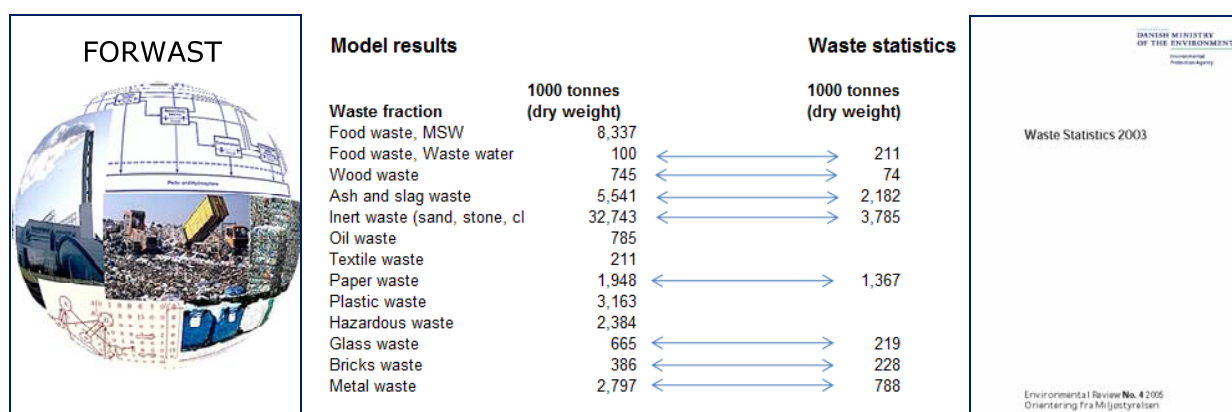 FORWAST
Model results
Waste statistics
1000 tonnes
(dry weight)
1000 tonnes
(dry weight)
Waste fraction
Food waste, MSW 8,337
Food waste, Waste water 100 211
Wood waste 745 74
Ash and slag waste 5,541 2,182
Inert waste (sand, stone, cl 32,743 3,785
Oil waste 785
Textile waste 211
Paper waste 1,948 1,367
Plastic waste 3,163
Hazardous waste 2,384
Glass waste 665 219
Bricks waste 386 228
Metal waste 2,797 788
DANISH MINISTRY
OF THE ENVIRONMENT
Environmental
Protection Agency
Waste Statistics 2003
Environmental Review No. 4 2005
Orientering fra Miljøstyrelsen